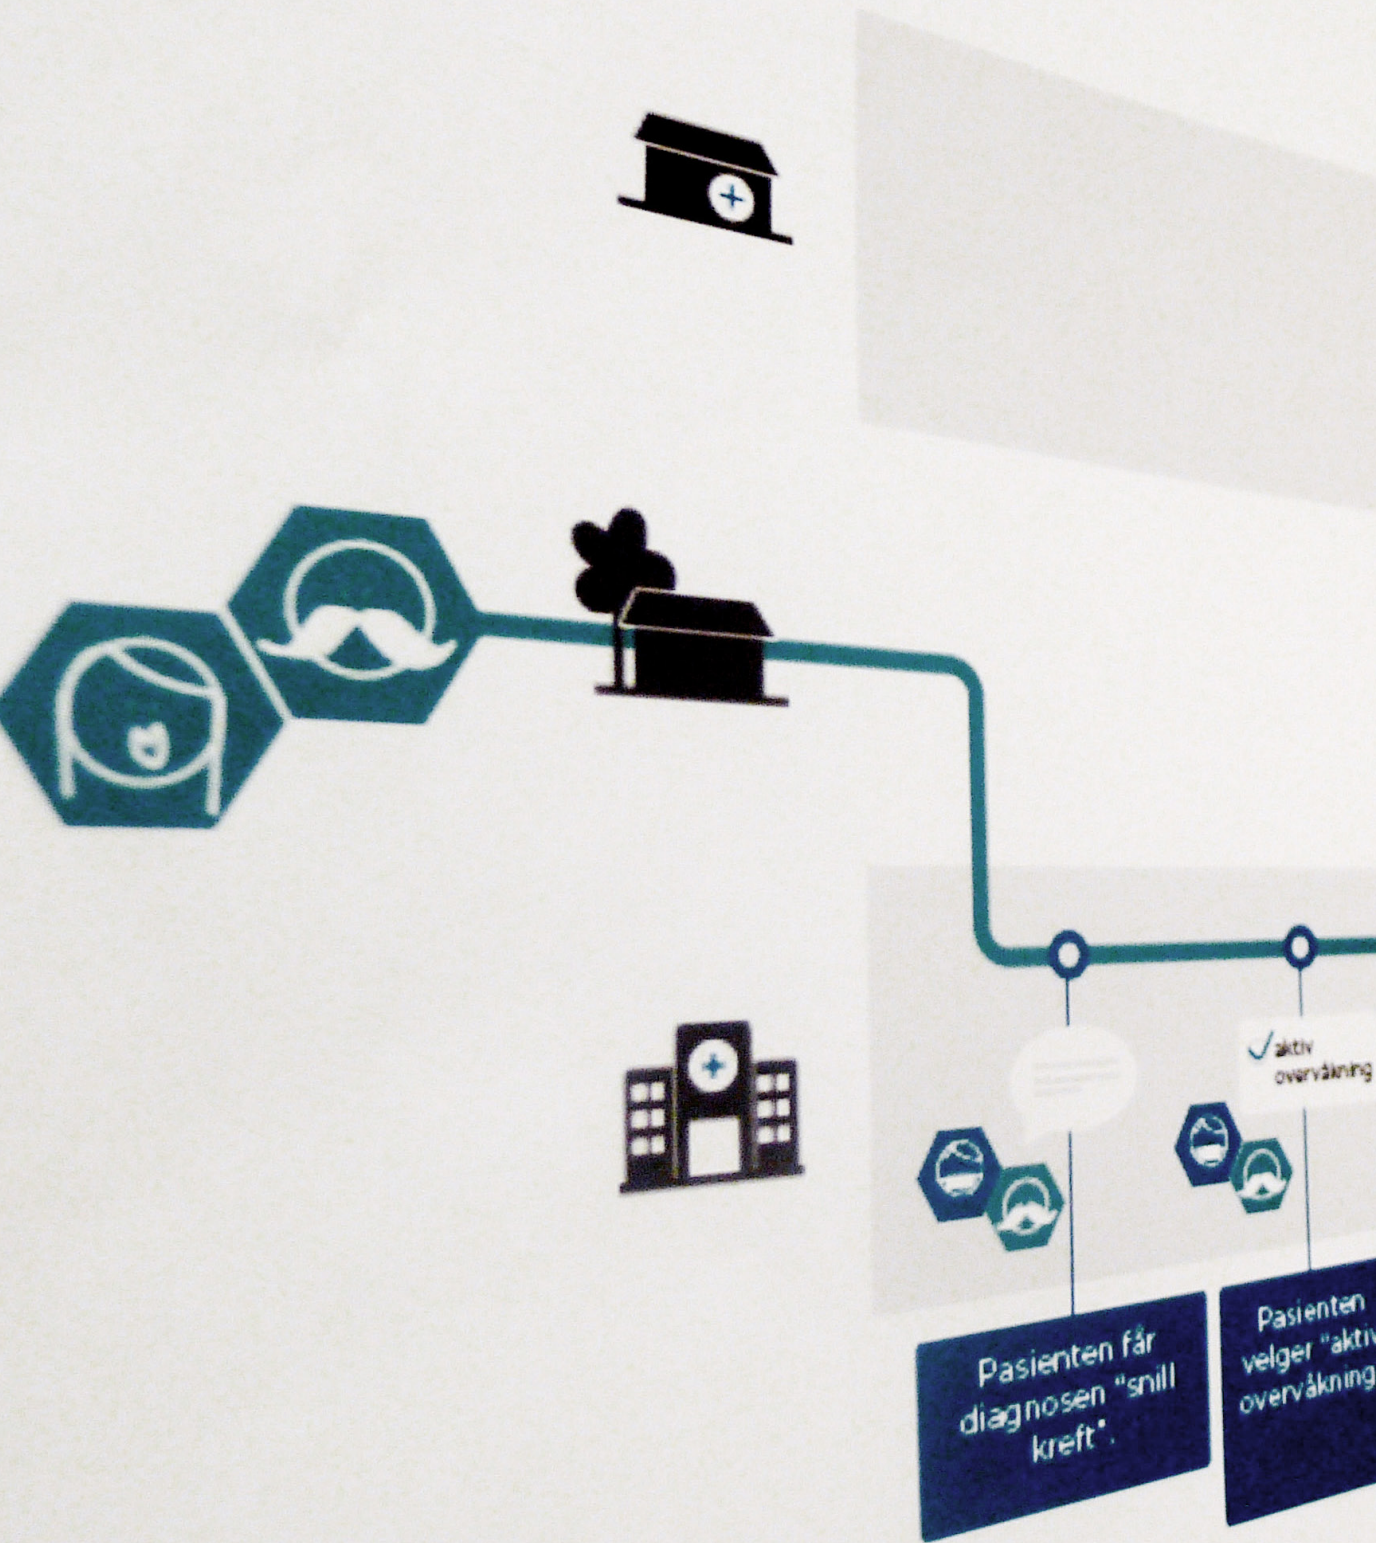 aktiv
overvåkning
Pasienten får
diagnosen "snill
kreft".
Pasienten
velger "aktiv
overvåkning